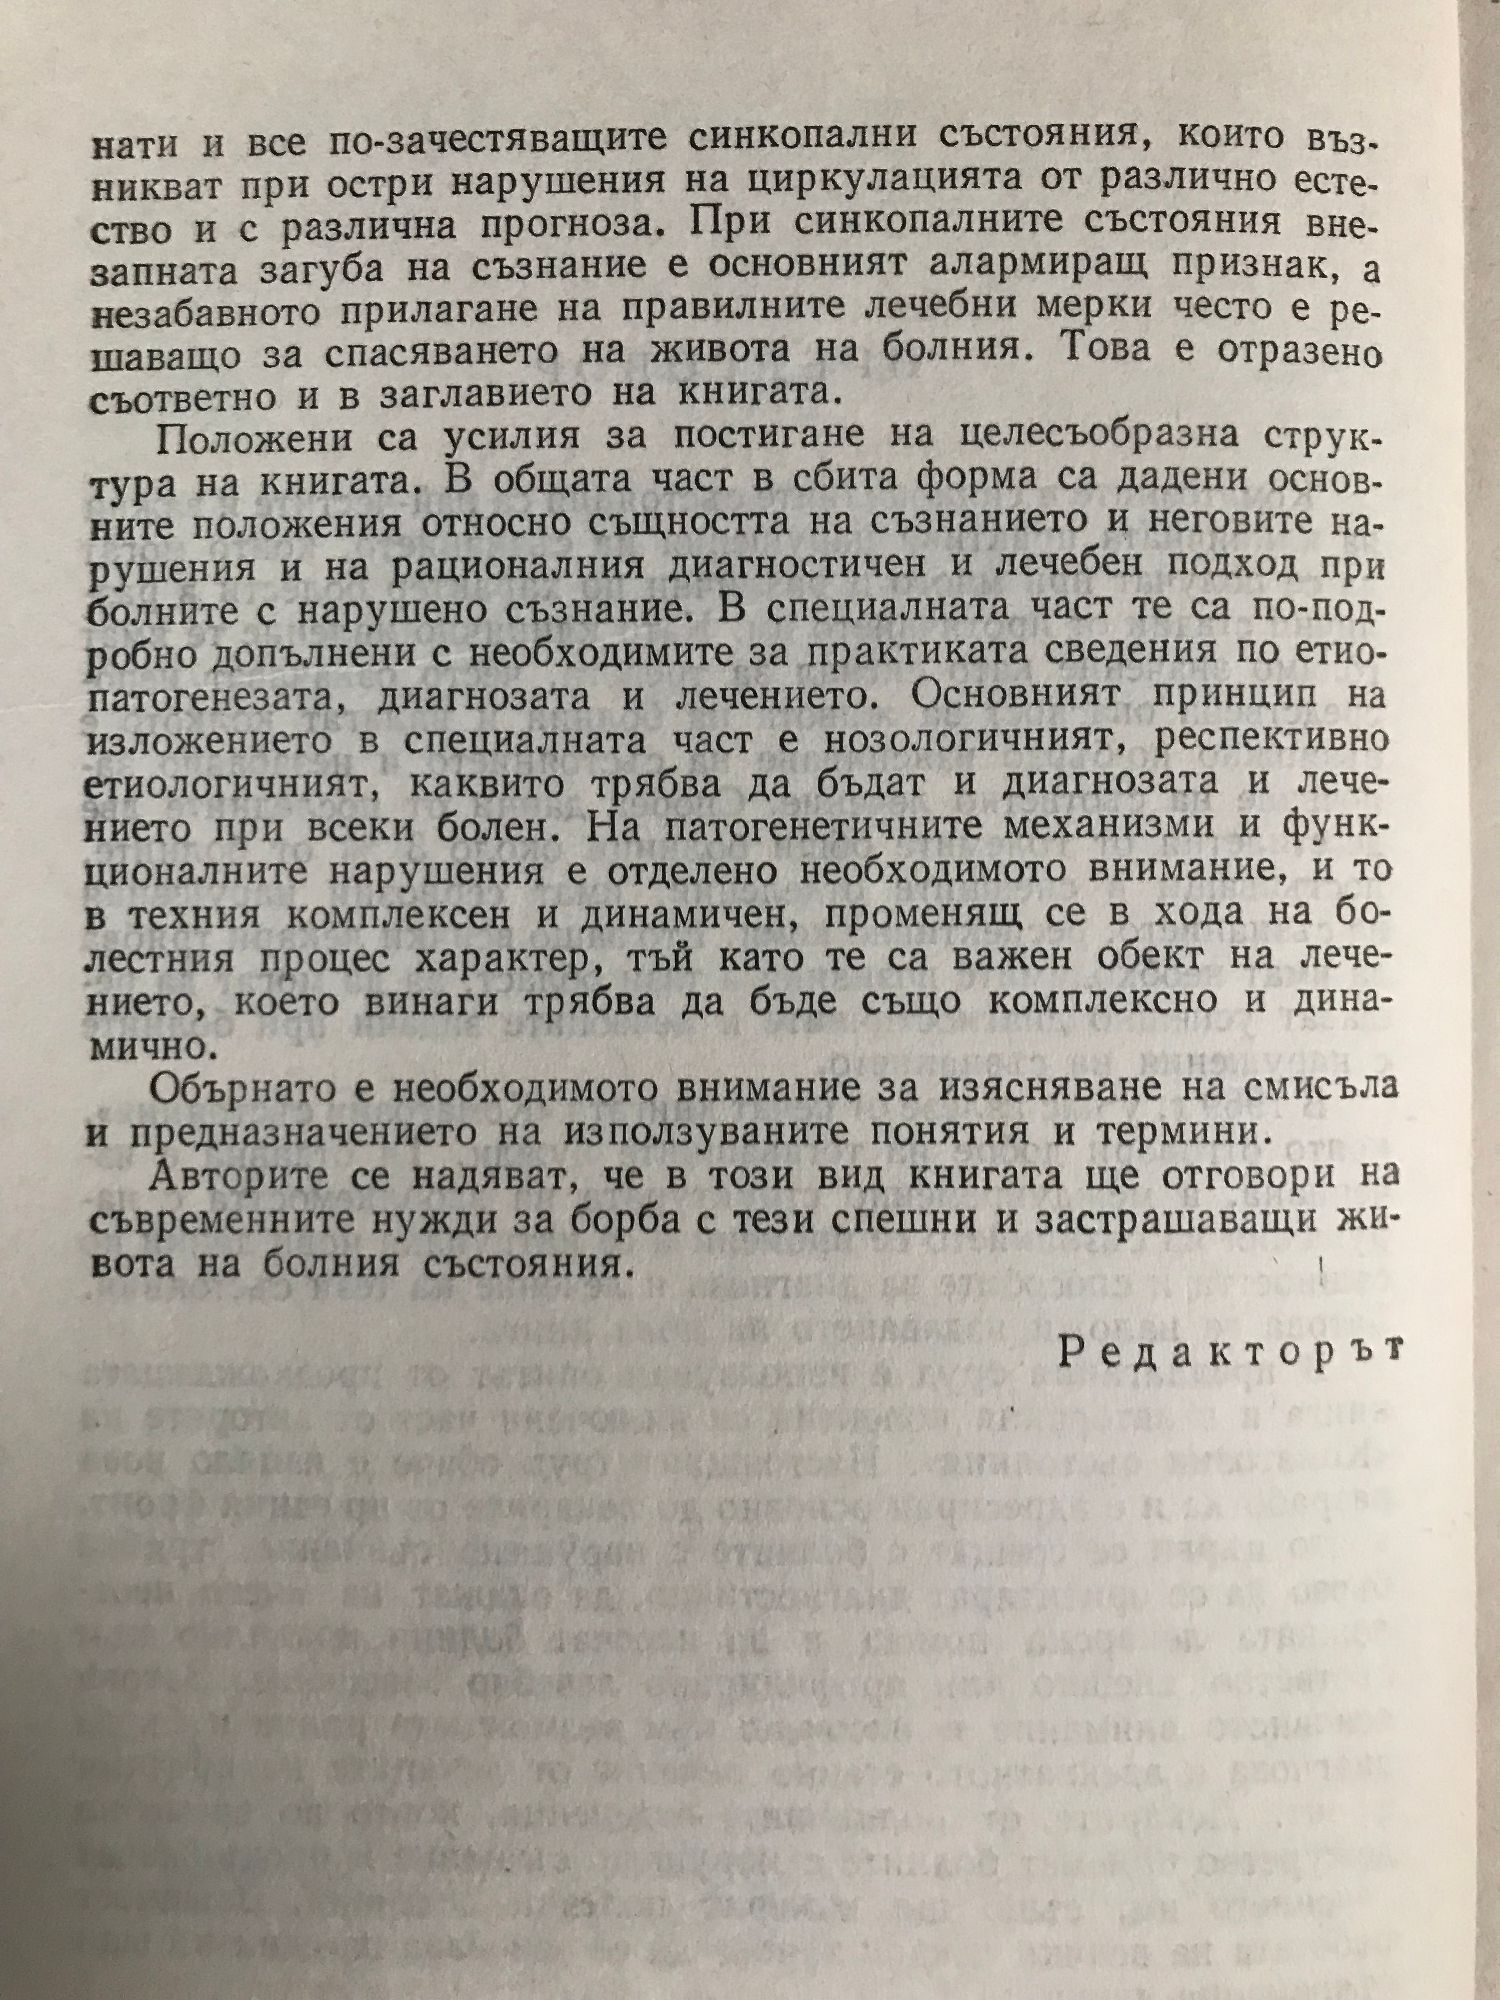 нати и все по-зачестяващите синкопални състояния, които въз-
никват при остри нарушения на циркулацията от различно есте-
ство и с различна прогноза. При синкопалните състояния вне-
запната загуба на съзнание е основният алармиращ признак, а
незабавното прилагане на правилните лечебни мерки често е ре-
шаващо за спасяването на живота на болния. Това е отразено
съответно и в заглавието на книгата.
Положени са усилия за постигане на целесъобразна струк-
тура на книгата. В общата част в сбита форма са дадени основ-
ните положения относно същността на съзнанието и неговите на-
рушения и на рационалния диагностичен и лечебен подход при
болните с нарушено съзнание. В специалната част те са по-под-
робно допълнени с необходимите за практиката сведения по етио-
патогенезата, диагнозата и лечението. Основният принцип на
изложението в специалната част е нозологичният, респективно
етиологичният, каквито трябва да бъдат и диагнозата и лече-
нието при всеки болен. На патогенетичните механизми и функ-
ционалните нарушения е отделено необходимото внимание, и то
в техния комплексен и динамичен, променящ се в хода на бо-
лестния процес характер, тъй като те са важен обект на лече-
нието, което винаги трябва да бъде също комплексно и дина-
мично.
Обърнато е необходимото внимание за изясняване на смисъла
и предназначението на използуваните понятия и термини.
Авторите се надяват, че в този вид книгата ще отговори на
съвременните нужди за борба с тези спешни и застрашаващи жи-
вота на болния състояния.
Редакторът